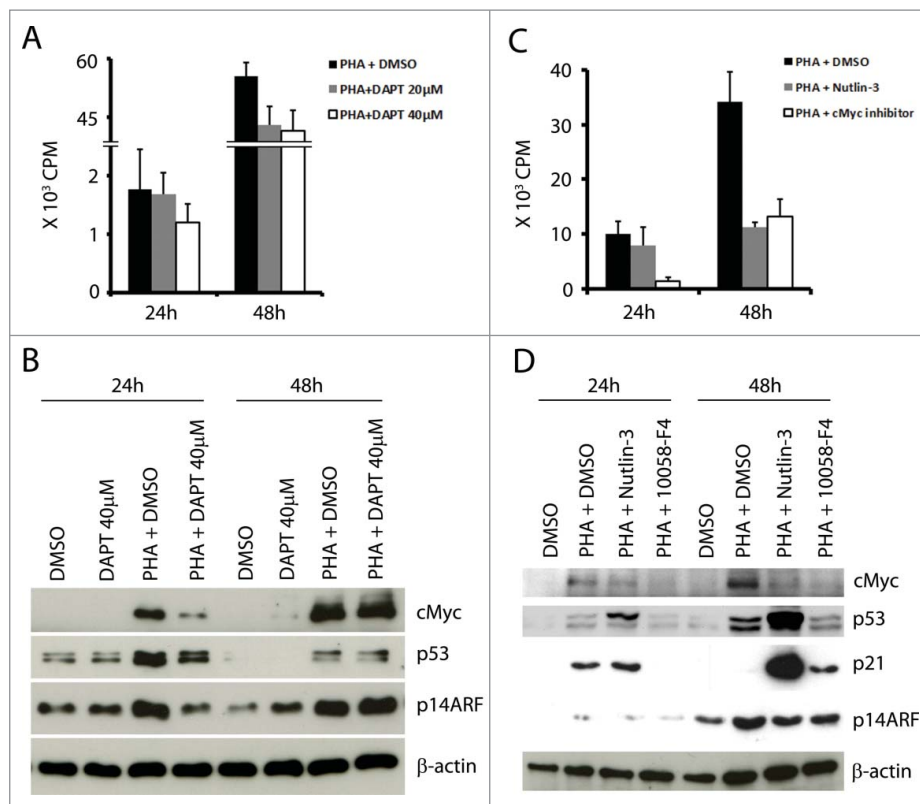 A
60
45
2
1
0
X 10³ CPM
PHA + DMSO
PHA+DAPT 20µM
PHA+DAPT 40µM
24h
48h
C
40
30
20
10
0
X 10³ CPM
PHA + DMSO
PHA + Nutlin-3
PHA + cMyc inhibitor
24h
48h
B
24h
48h
DMSO
DAPT 40µM
PHA + DMSO
PHA + DAPT 40µM
DMSO
DAPT 40µM
PHA + DMSO
PHA + DAPT 40µM
cMyc
p53
p14ARF
β-actin
D
24h
48h
DMSO
PHA + DMSO
PHA + Nutlin-3
PHA + 10058-F4
DMSO
PHA + DMSO
PHA + Nutlin-3
PHA + 10058-F4
cMyc
p53
p21
p14ARF
β-actin